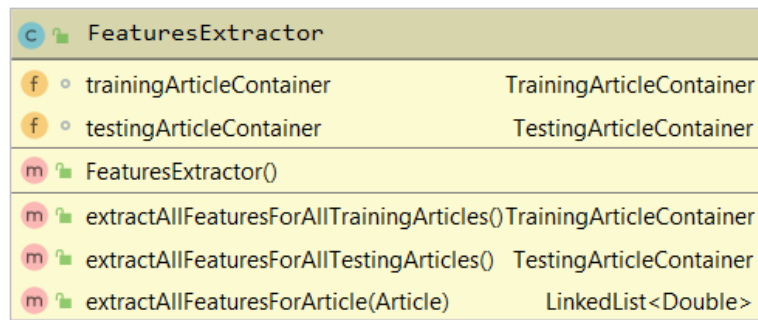 C FeaturesExtractor
f trainingArticleContainer TrainingArticleContainer
f testingArticleContainer TestingArticleContainer
m FeaturesExtractor()
m extractAllFeaturesForAllTrainingArticles() TrainingArticleContainer
m extractAllFeaturesForAllTestingArticles() TestingArticleContainer
m extractAllFeaturesForArticle(Article) LinkedList<Double>